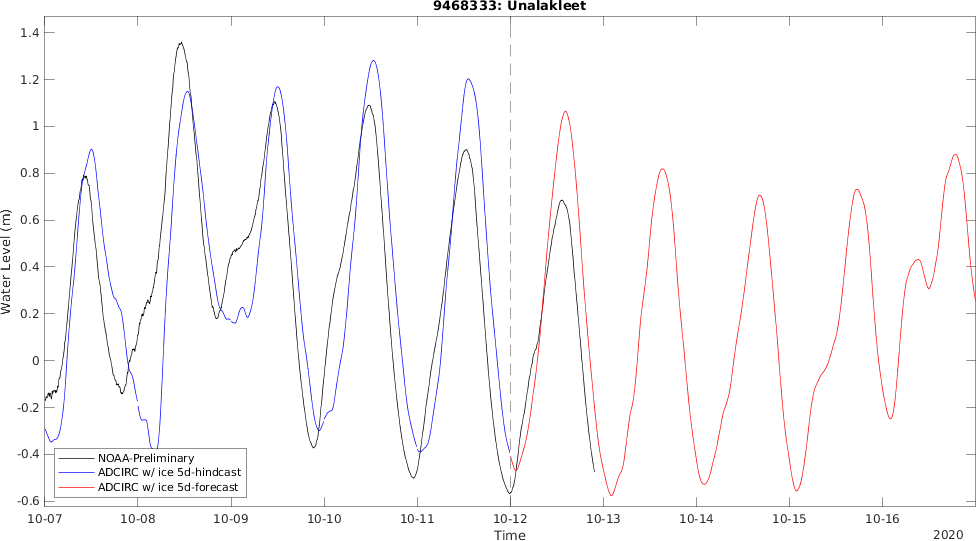 9468333: Unalakleet
1.4
1.2
1
0.8
0.6
0.4
0.2
0
-0.2
-0.4
-0.6
Water Level (m)
NOAA-Preliminary
ADCIRC w/ ice 5d-hindcast
ADCIRC w/ ice 5d-forecast
10-07 10-08 10-09 10-10 10-11 10-12 10-13 10-14 10-15 10-16
Time
2020